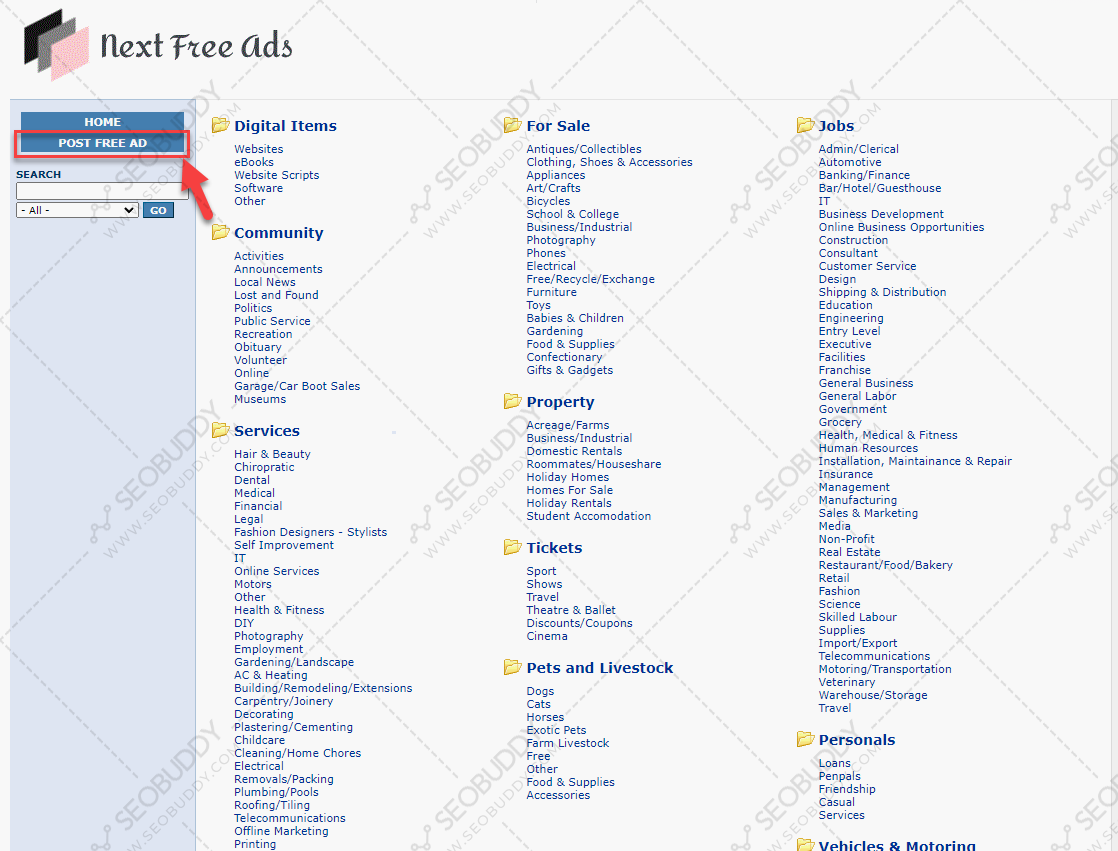 Next Free Ads
HOME
POST FREE AD
SEARCH
- All -
GO
Digital Items
Websites
eBooks
Website Scripts
Software
Other
Community
Activities
Announcements
Local News
Lost and Found
Politics
Public Service
Recreation
Obituary
Volunteer
Online
Garage/Car Boot Sales
Museums
Services
Hair & Beauty
Chiropratic
Dental
Medical
Financial
Legal
Fashion Designers - Stylists
Self Improvement
IT
Online Services
Motors
Other
Health & Fitness
DIY
Photography
Employment
Gardening/Landscape
AC & Heating
Building/Remodeling/Extensions
Carpentry/Joinery
Decorating
Plastering/Cementing
Childcare
Cleaning/Home Chores
Electrical
Removals/Packing
Plumbing/Pools
Roofing/Tiling
Telecommunications
Offline Marketing
Printing
For Sale
Antiques/Collectibles
Clothing, Shoes & Accessories
Appliances
Art/Crafts
Bicycles
School & College
Business/Industrial
Photography
Phones
Electrical
Free/Recycle/Exchange
Furniture
Toys
Babies & Children
Gardening
Food & Supplies
Confectionary
Gifts & Gadgets
Property
Acreage/Farms
Business/Industrial
Domestic Rentals
Roommates/Houseshare
Holiday Homes
Homes For Sale
Holiday Rentals
Student Accomodation
Tickets
Sport
Shows
Travel
Theatre & Ballet
Discounts/Coupons
Cinema
Pets and Livestock
Dogs
Cats
Horses
Exotic Pets
Farm Livestock
Free
Other
Food & Supplies
Accessories
Jobs
Admin/Clerical
Automotive
Banking/Finance
Bar/Hotel/Guesthouse
IT
Business Development
Online Business Opportunities
Construction
Consultant
Customer Service
Design
Shipping & Distribution
Education
Engineering
Entry Level
Executive
Facilities
Franchise
General Business
General Labor
Government
Grocery
Health, Medical & Fitness
Human Resources
Installation, Maintainance & Repair
Insurance
Management
Manufacturing
Sales & Marketing
Media
Non-Profit
Real Estate
Restaurant/Food/Bakery
Retail
Fashion
Science
Skilled Labour
Supplies
Import/Export
Telecommunications
Motoring/Transportation
Veterinary
Warehouse/Storage
Travel
Personals
Loans
Penpals
Friendship
Casual
Services
Vehicles & Motoring
SEOBUDDY
WWW.SEOBUDDY.COM